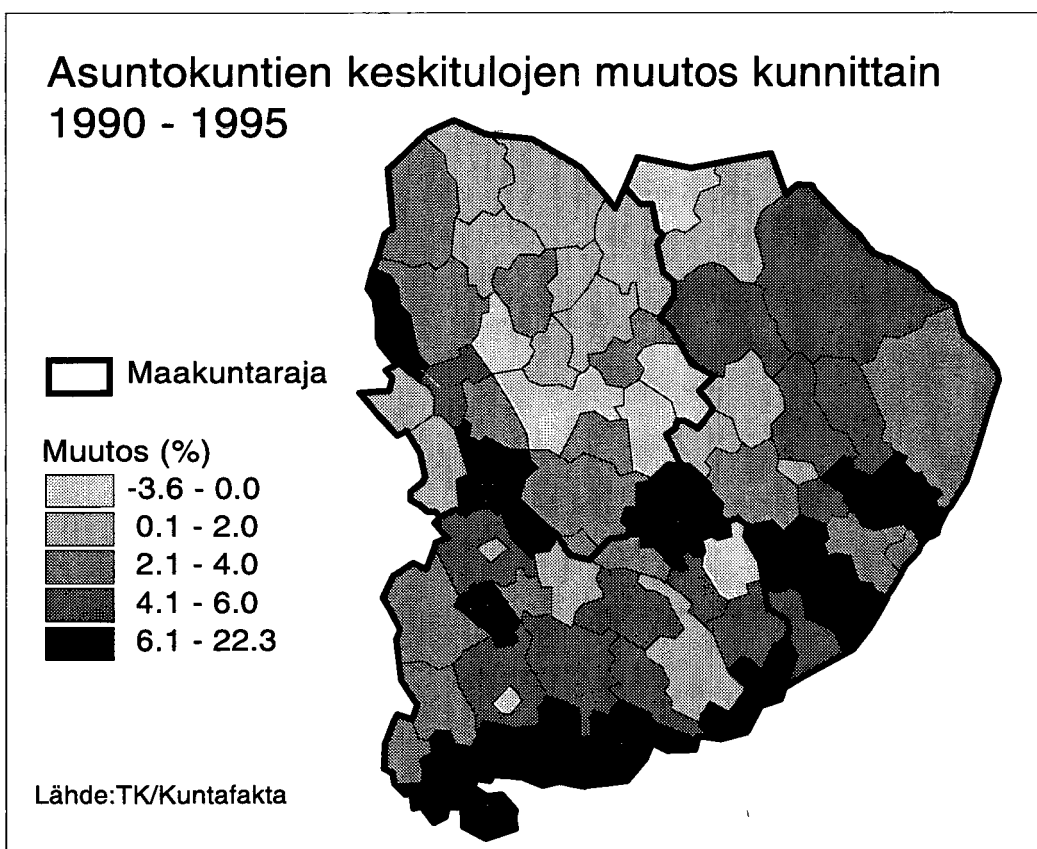 Asuntokuntien keskitulojen muutos kunnittain
1990 - 1995
Maakuntaraja
Muutos (%)
-3.6 - 0.0
0.1 - 2.0
2.1 - 4.0
4.1 - 6.0
6.1 - 22.3
Lähde:TK/Kuntafakta